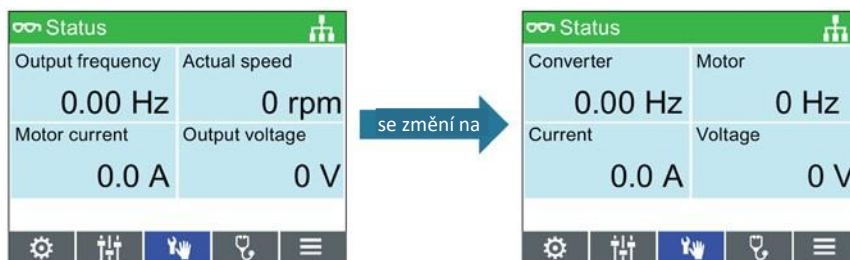 Status
Output frequency Actual speed
0.00 Hz 0 rpm
Motor current Output voltage
0.0 A 0 V
se změní na
Status
Converter Motor
0.00 Hz 0 Hz
Current Voltage
0.0 A 0 V